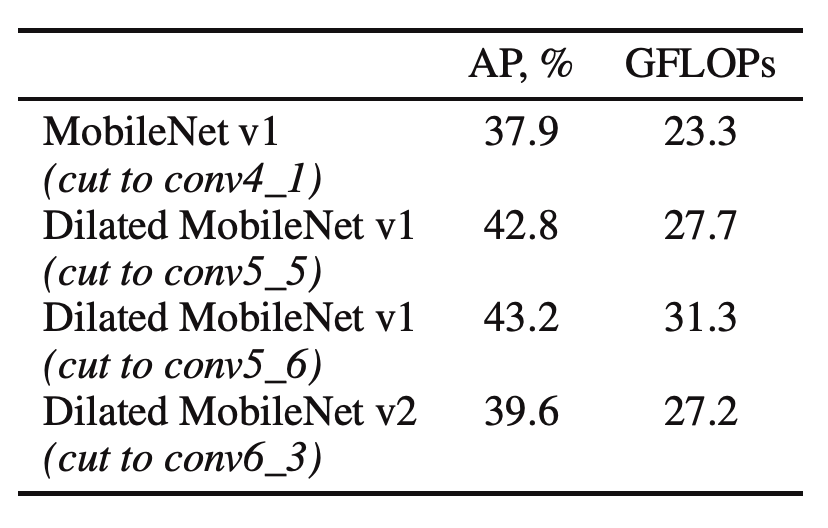 AP, % GFLOPs
MobileNet v1 37.9 23.3
(cut to conv4_1)
Dilated MobileNet v1 42.8 27.7
(cut to conv5_5)
Dilated MobileNet v1 43.2 31.3
(cut to conv5_6)
Dilated MobileNet v2 39.6 27.2
(cut to conv6_3)